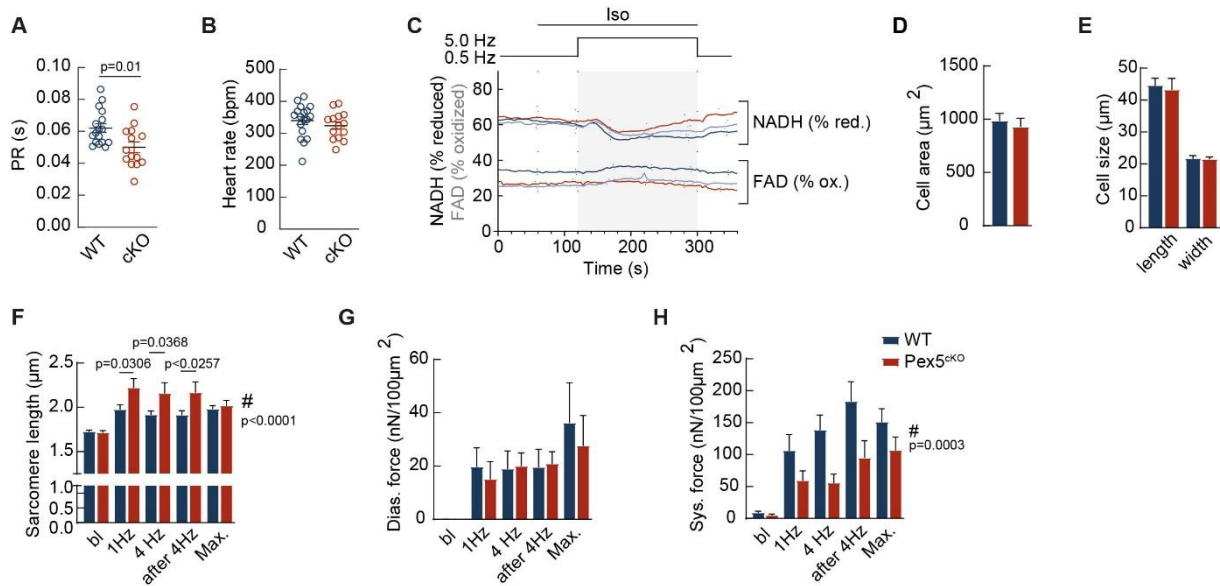 A
p=0.01
PR (s)
0.10
0.08
0.06
0.04
0.02
0.00
WT
cKO
B
Heart rate (bpm)
500
400
300
200
100
0
WT
cKO
C
Iso
5.0 Hz
0.5 Hz
NADH (% reduced)
FAD (% oxidized)
80
60
40
20
0
NADH (% red.)
FAD (% ox.)
0
100
200
300
Time (s)
D
Cell area (µm 2)
1500
1000
500
0
E
Cell size (µm)
60
40
20
0
length
width
F
p=0.0368
p=0.0306
p<0.0257
Sarcomere length (µm)
2.5
2.0
1.5
1.0
0.5
0.0
#
p<0.0001
bl
1Hz
4 Hz
after 4Hz
Max.
G
Dias. force (nN/100µm 2)
60
40
20
0
bl
1Hz
4 Hz
after 4Hz
Max.
H
Sys. force (nN/100µm 2)
250
200
150
100
50
0
WT
Pex5cKO
#
p=0.0003
bl
1Hz
4 Hz
after 4Hz
Max.